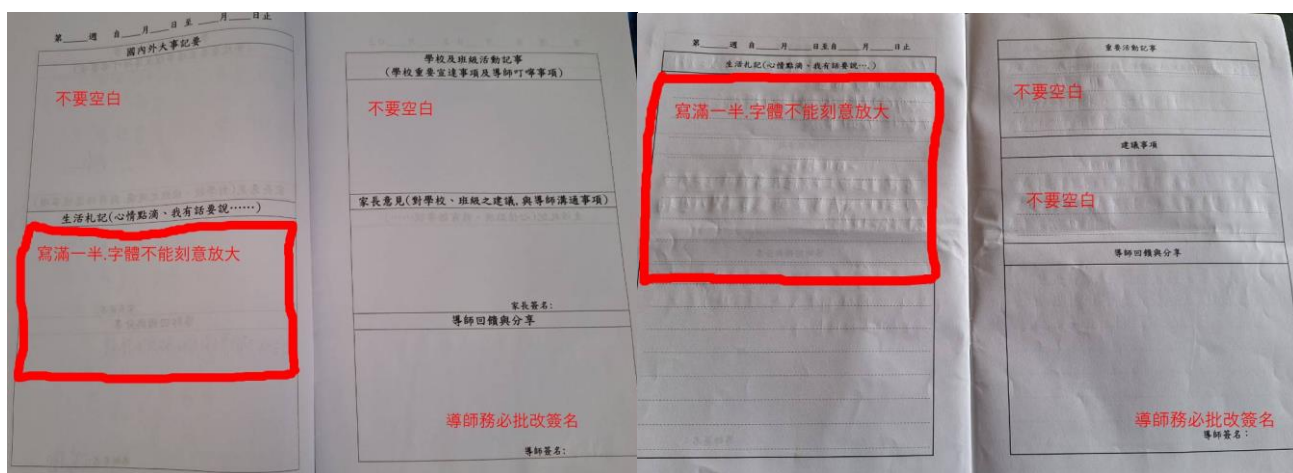 第 週 自 月 日 至 月 日止
國內外大事記要
不要空白
生活札記(心情點滴、我有話要說……)
寫滿一半.字體不能刻意放大
學校及班級活動記事
(學校重要宣達事項及導師叮嚀事項)
不要空白
家長意見(對學校、班級之建議,與導師溝通事項)
家長簽名:
導師回饋與分享
導師務必批改簽名
導師簽名:
第 週 自 月 日至自 月 日止
生活札記(心情點滴、我有話要說…..)
寫滿一半.字體不能刻意放大
重要活動記事
不要空白
建議事項
不要空白
導師回饋與分享
導師務必批改簽名
導師簽名: